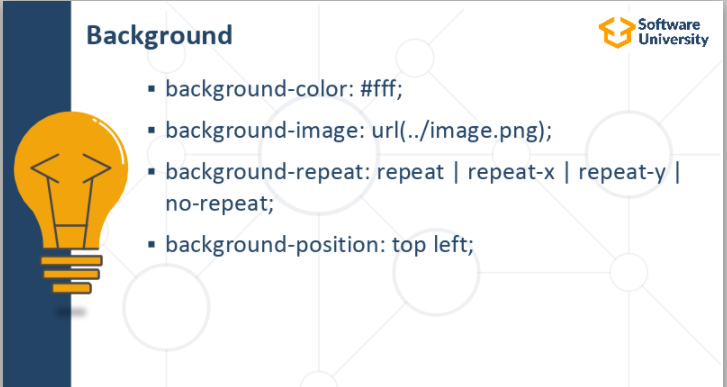 Background
Software
University
▪ background-color: #fff;
▪ background-image: url(../image.png);
▪ background-repeat: repeat | repeat-x | repeat-y |
no-repeat;
▪ background-position: top left;